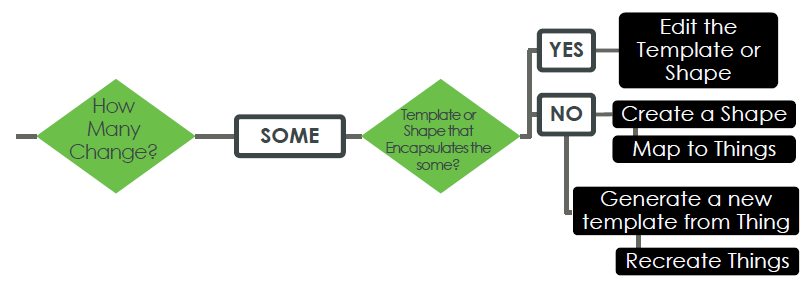 How
Many
Change?
SOME
Template or
Shape that
Encapsulates the
some?
YES
Edit the
Template or
Shape
NO
Create a Shape
Map to Things
Generate a new
template from Thing
Recreate Things